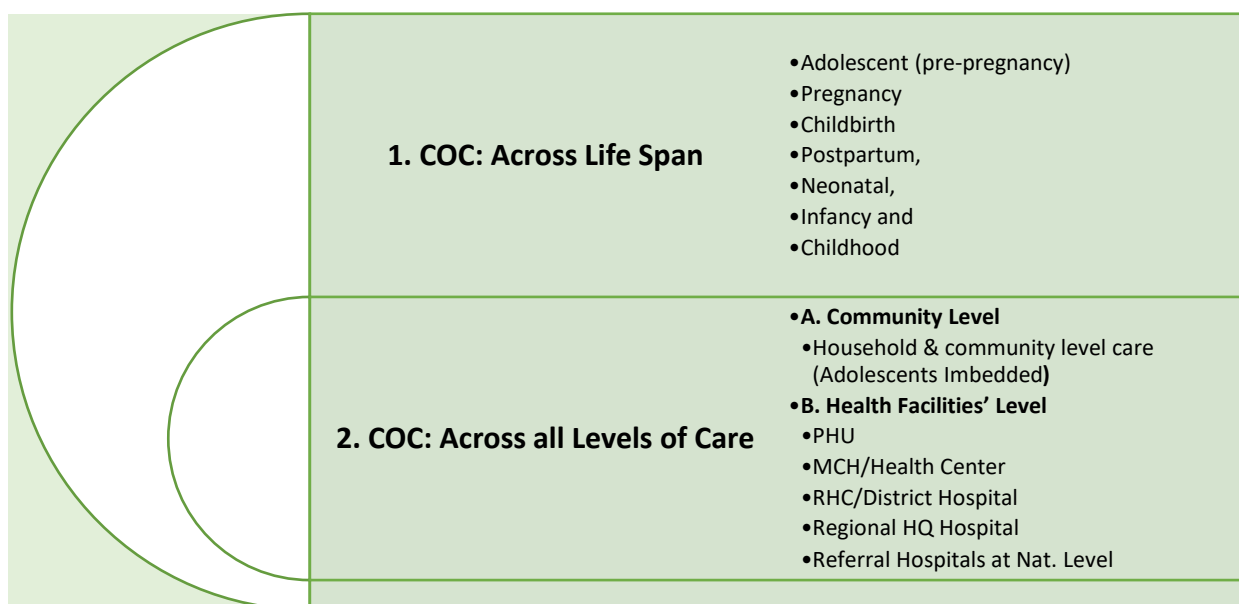 1. COC: Across Life Span
•Adolescent (pre-pregnancy)
•Pregnancy
•Childbirth
•Postpartum,
•Neonatal,
•Infancy and
•Childhood
2. COC: Across all Levels of Care
•A. Community Level
•Household & community level care
(Adolescents Imbedded)
•B. Health Facilities’ Level
•PHU
•MCH/Health Center
•RHC/District Hospital
•Regional HQ Hospital
•Referral Hospitals at Nat. Level